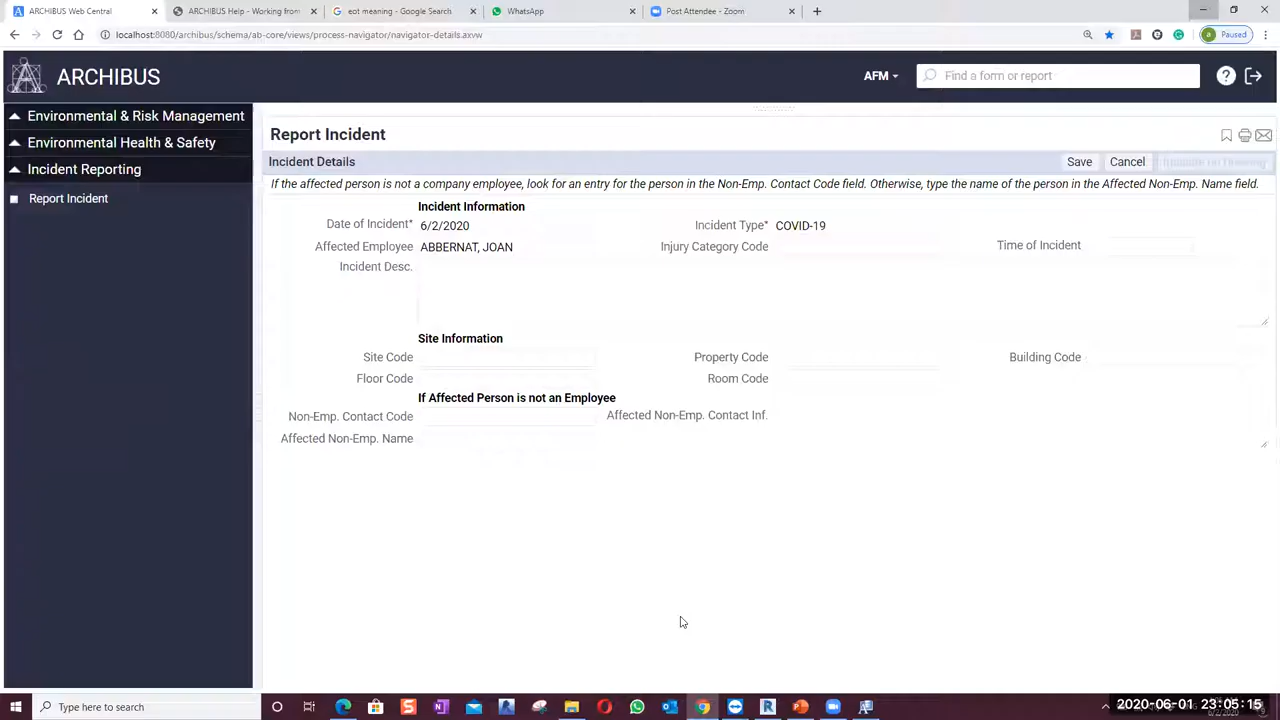 ARCHIBUS Web Central
ARCHIBUS Help - Working from
eot meaning - Google Search
WhatsApp
Post Attendee - Zoom
localhost:8080/archibus/schema/ab-core/views/process-navigator/navigator-details.axvw
a Paused
ARCHIBUS
AFM
Find a form or report
Environmental & Risk Management
Environmental Health & Safety
Incident Reporting
Report Incident
Report Incident
Incident Details
Save Cancel
If the affected person is not a company employee, look for an entry for the person in the Non-Emp. Contact Code field. Otherwise, type the name of the person in the Affected Non-Emp. Name field.
Incident Information
Date of Incident* 6/2/2020 Incident Type* COVID-19
Affected Employee ABBERNAT, JOAN Injury Category Code Time of Incident
Incident Desc.
Site Information
Site Code Property Code Building Code
Floor Code Room Code
If Affected Person is not an Employee
Non-Emp. Contact Code Affected Non-Emp. Contact Inf.
Affected Non-Emp. Name
Type here to search
2020-06-01 23:05:15
6/2/2020